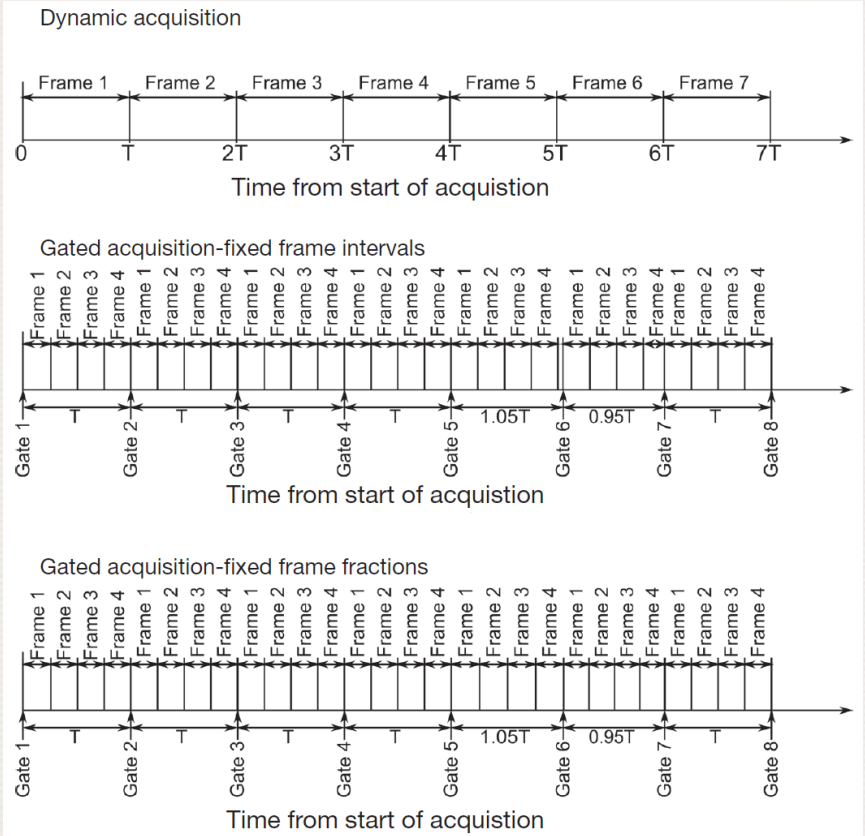 Dynamic acquisition
Frame 1 Frame 2 Frame 3 Frame 4 Frame 5 Frame 6 Frame 7
0 T 2T 3T 4T 5T 6T 7T
Time from start of acquistion
Gated acquisition-fixed frame intervals
Frame 1 Frame 2 Frame 3 Frame 4 Frame 1 Frame 2 Frame 3 Frame 4 Frame 1 Frame 2 Frame 3 Frame 4 Frame 1 Frame 2 Frame 3 Frame 4 Frame 1 Frame 2 Frame 3 Frame 4 Frame 1 Frame 2 Frame 3 Frame 4 Frame 1 Frame 2 Frame 3 Frame 4
T T T T 1.05T 0.95T T
Gate 1 Gate 2 Gate 3 Gate 4 Gate 5 Gate 6 Gate 7 Gate 8
Time from start of acquistion
Gated acquisition-fixed frame fractions
Frame 1 Frame 2 Frame 3 Frame 4 Frame 1 Frame 2 Frame 3 Frame 4 Frame 1 Frame 2 Frame 3 Frame 4 Frame 1 Frame 2 Frame 3 Frame 4 Frame 1 Frame 2 Frame 3 Frame 4 Frame 1 Frame 2 Frame 3 Frame 4 Frame 1 Frame 2 Frame 3 Frame 4
T T T T 1.05T 0.95T T
Gate 1 Gate 2 Gate 3 Gate 4 Gate 5 Gate 6 Gate 7 Gate 8
Time from start of acquistion